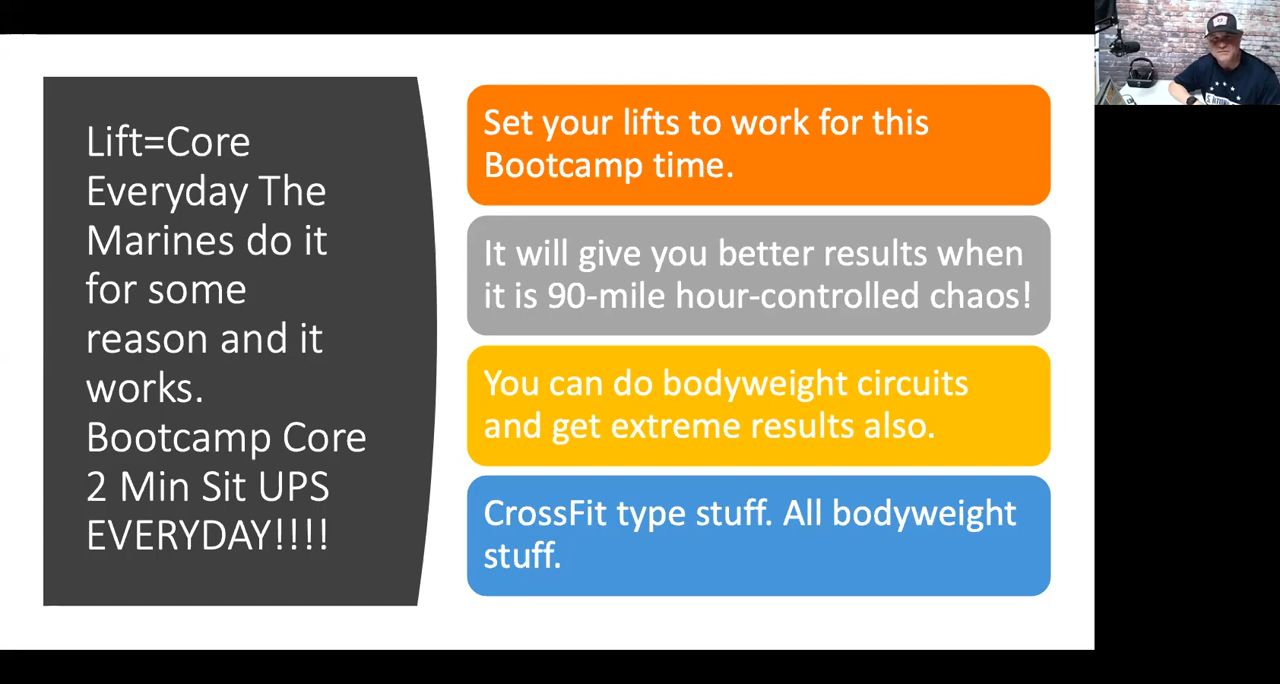 Lift=Core
Everyday The
Marines do it
for some
reason and it
works.
Bootcamp Core
2 Min Sit UPS
EVERYDAY!!!!
Set your lifts to work for this
Bootcamp time.
It will give you better results when
it is 90-mile hour-controlled chaos!
You can do bodyweight circuits
and get extreme results also.
CrossFit type stuff. All bodyweight
stuff.